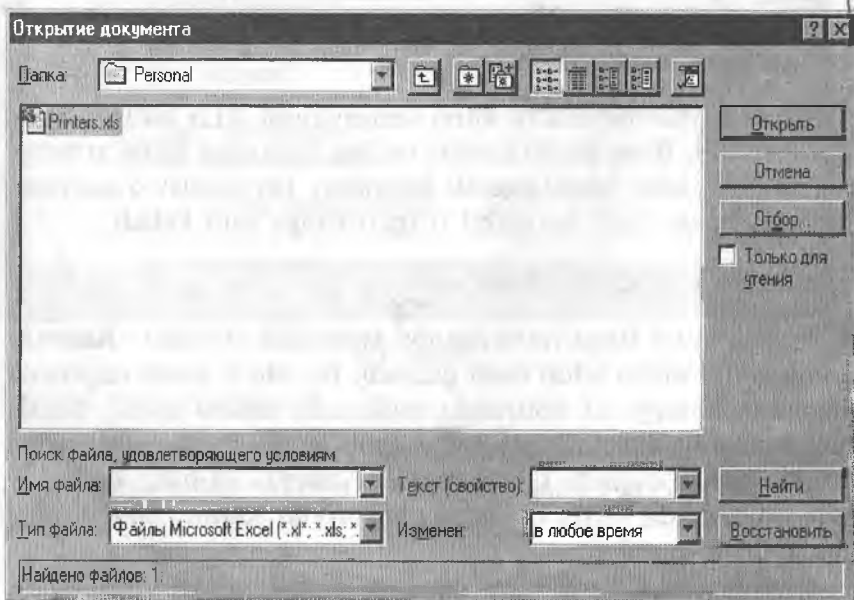 Открытие документа
Папка: Personal
Printers.xls
Открыть
Отмена
Отбор...
Только для чтения
Поиск файла, удовлетворяющего условиям
Имя файла: Текст (свойство): Найти
Тип файла: Файлы Microsoft Excel (*.xl*; *.xls; *. Изменен: в любое время Восстановить
Найдено файлов: 1.